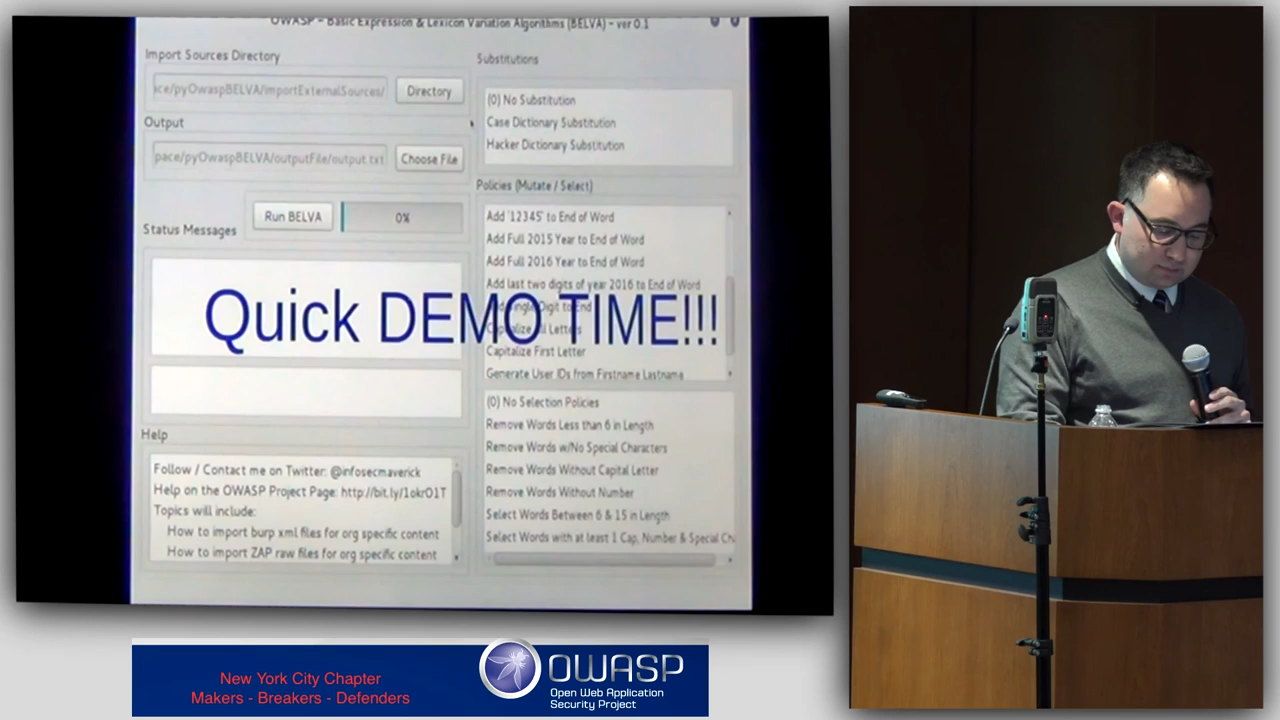 OWASP - Basic Expression & Lexicon Variation Algorithms (BELVA) - ver 0.1
Import Sources Directory
ice/pyOwaspBELVA/importExternalSources/
Directory
Output
pace/pyOwaspBELVA/outputFile/output.txt
Choose File
Run BELVA
0%
Status Messages
Quick DEMO TIME!!!
Help
Follow / Contact me on Twitter: @infosecmaverick
Help on the OWASP Project Page: http://bit.ly/1okrO1T
Topics will include:
How to import burp xml files for org specific content
How to import ZAP raw files for org specific content
Substitutions
(0) No Substitution
Case Dictionary Substitution
Hacker Dictionary Substitution
Policies (Mutate / Select)
Add '12345' to End of Word
Add Full 2015 Year to End of Word
Add Full 2016 Year to End of Word
Add last two digits of year 2016 to End of Word
Add Single Digit to End
Capitalize All Letters
Capitalize First Letter
Generate User IDs from Firstname Lastname
(0) No Selection Policies
Remove Words Less than 6 in Length
Remove Words w/No Special Characters
Remove Words Without Capital Letter
Remove Words Without Number
Select Words Between 6 & 15 in Length
Select Words with at least 1 Cap, Number & Special Ch
New York City Chapter
Makers - Breakers - Defenders
OWASP
Open Web Application
Security Project